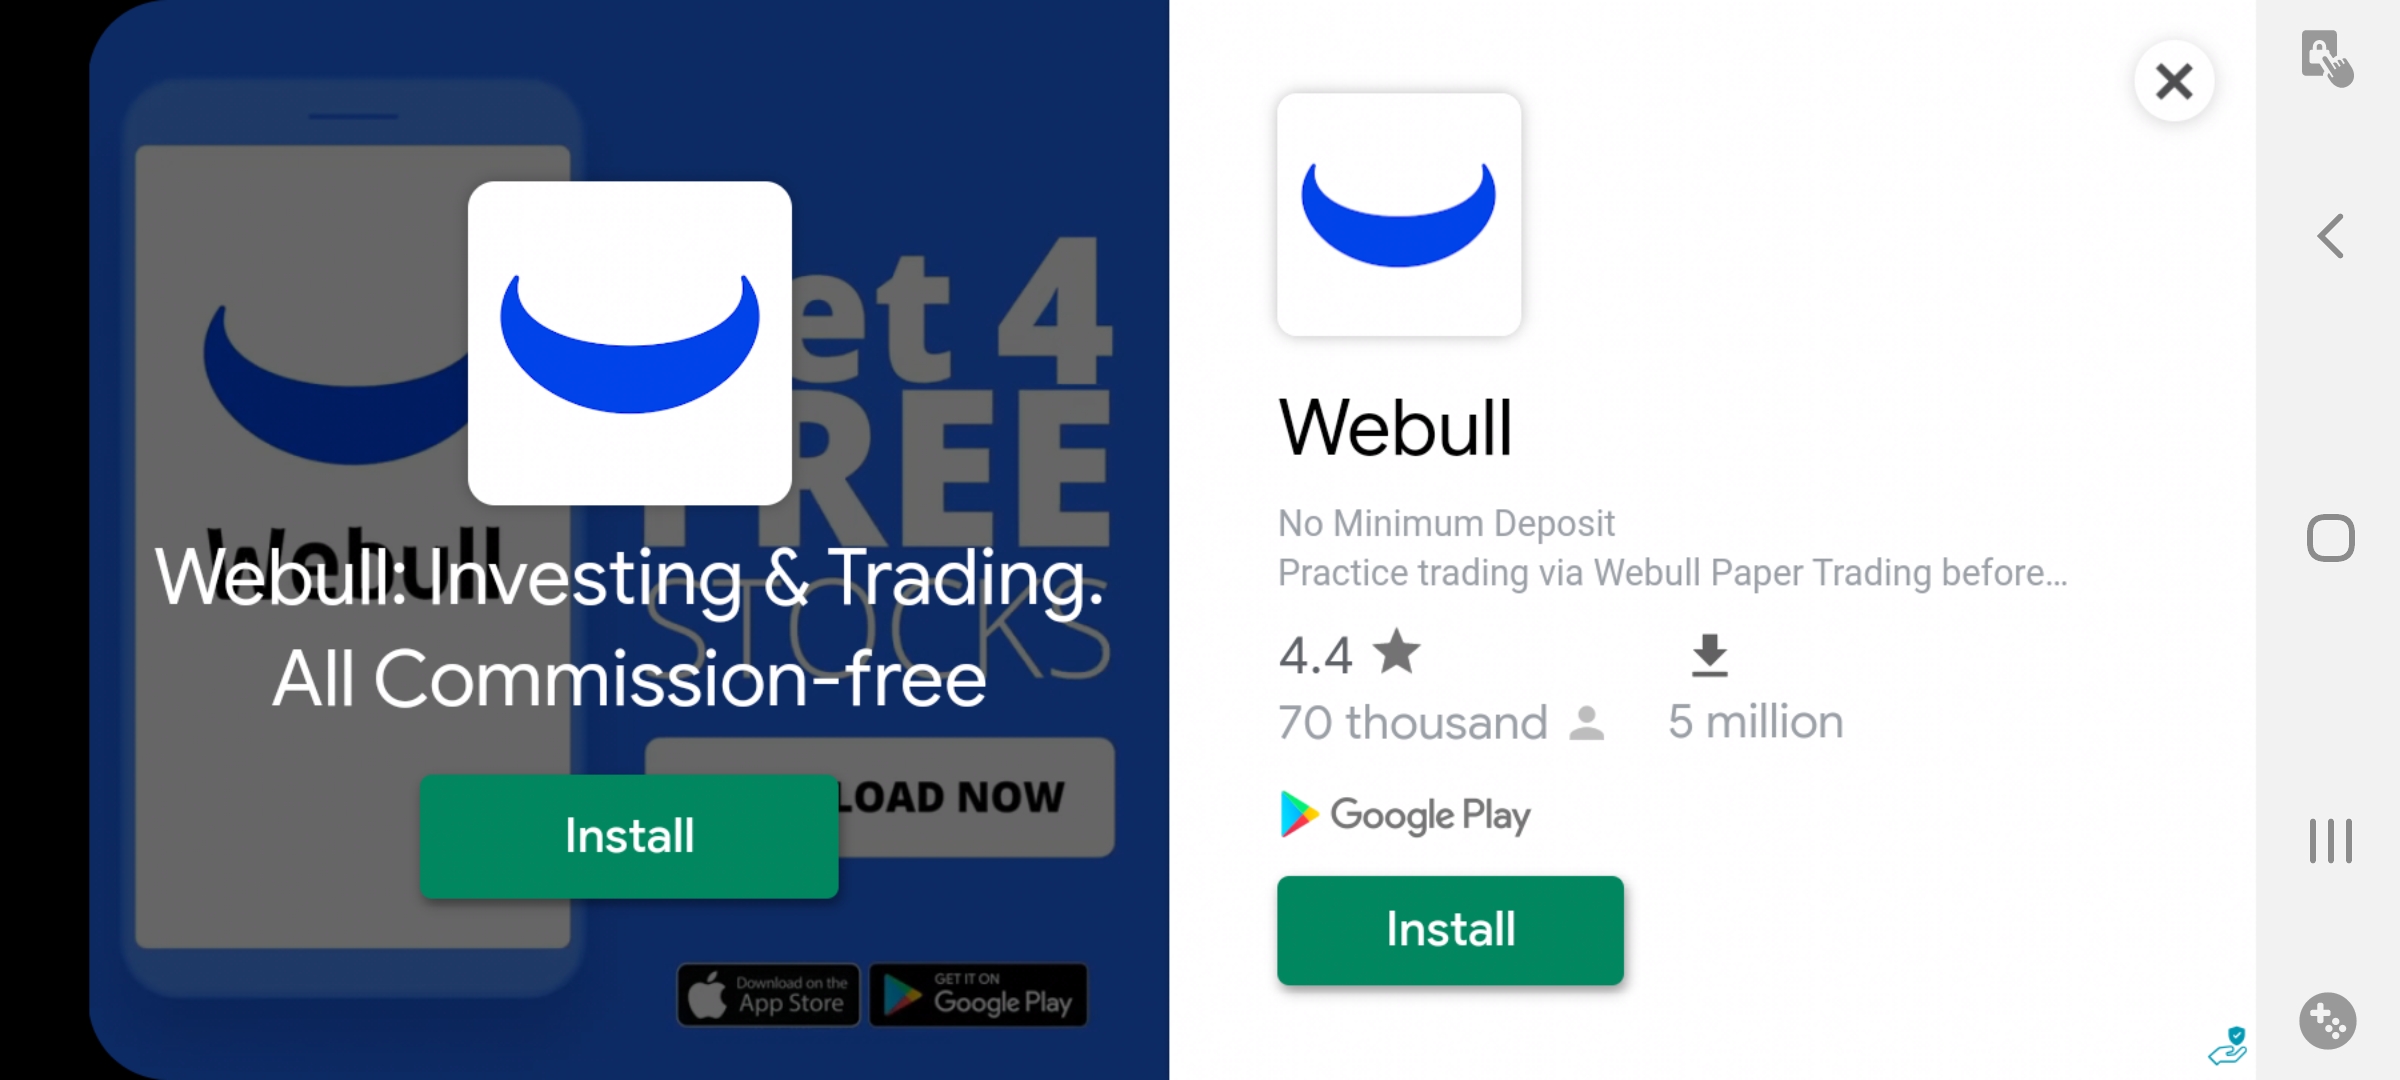 et 4
REE
STOCKS
Webull
Webull: Investing & Trading.
All Commission-free
LOAD NOW
Install
Download on the
App Store
GET IT ON
Google Play
Webull
No Minimum Deposit
Practice trading via Webull Paper Trading before...
4.4
70 thousand
5 million
Google Play
Install